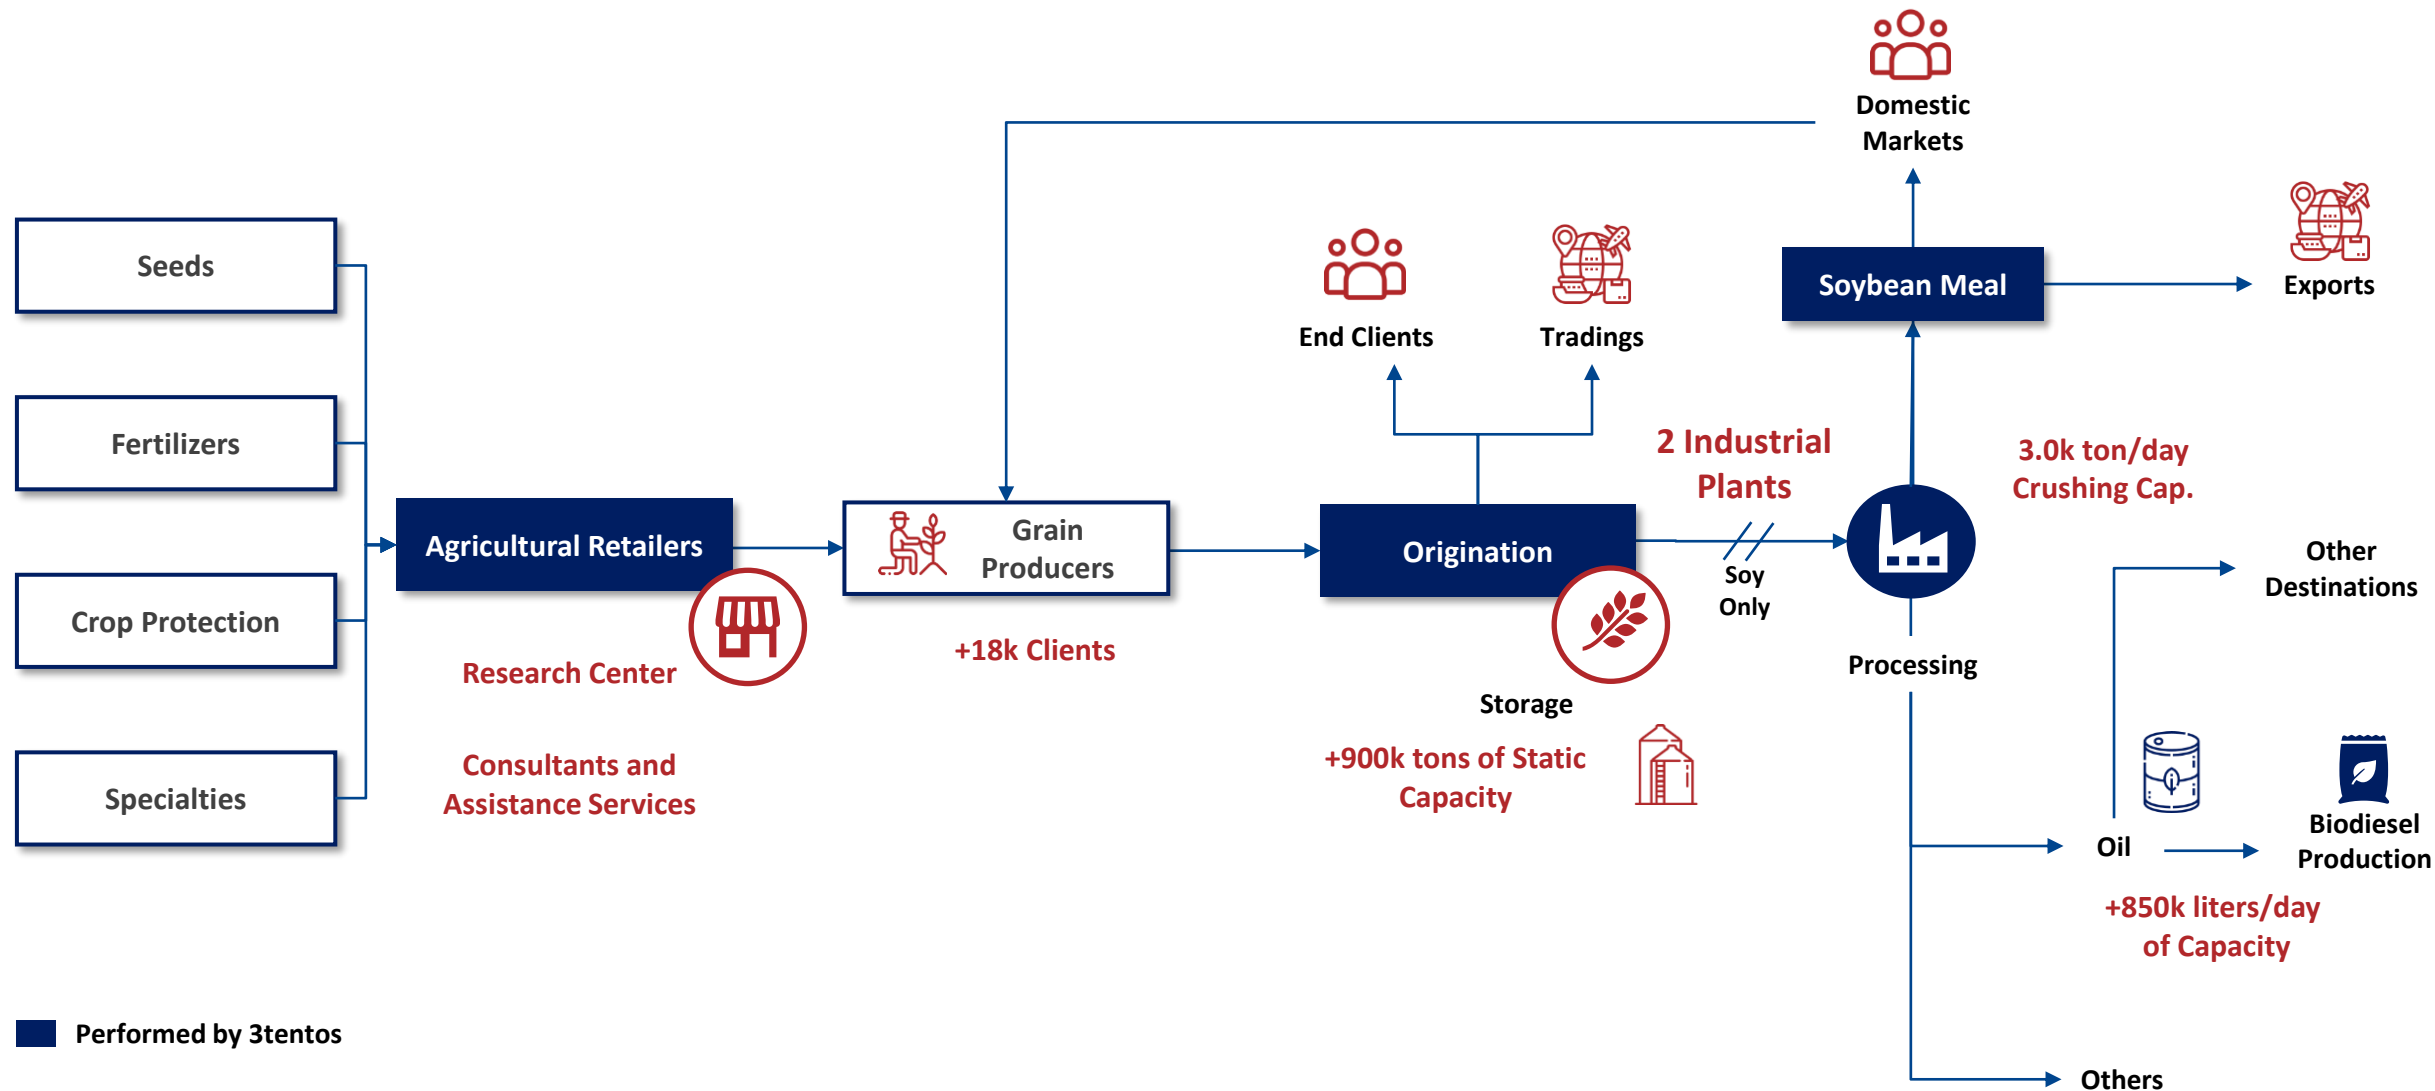 Domestic
Markets
Seeds
Soybean Meal
Exports
End Clients
Tradings
Fertilizers
2 Industrial
Plants
3.0k ton/day
Crushing Cap.
Agricultural Retailers
Grain
Producers
Origination
Soy
Only
Other
Destinations
Crop Protection
Research Center
+18k Clients
Processing
Storage
+900k tons of Static
Capacity
Consultants and
Assistance Services
Specialties
Oil
Biodiesel
Production
+850k liters/day
of Capacity
Performed by 3tentos
Others